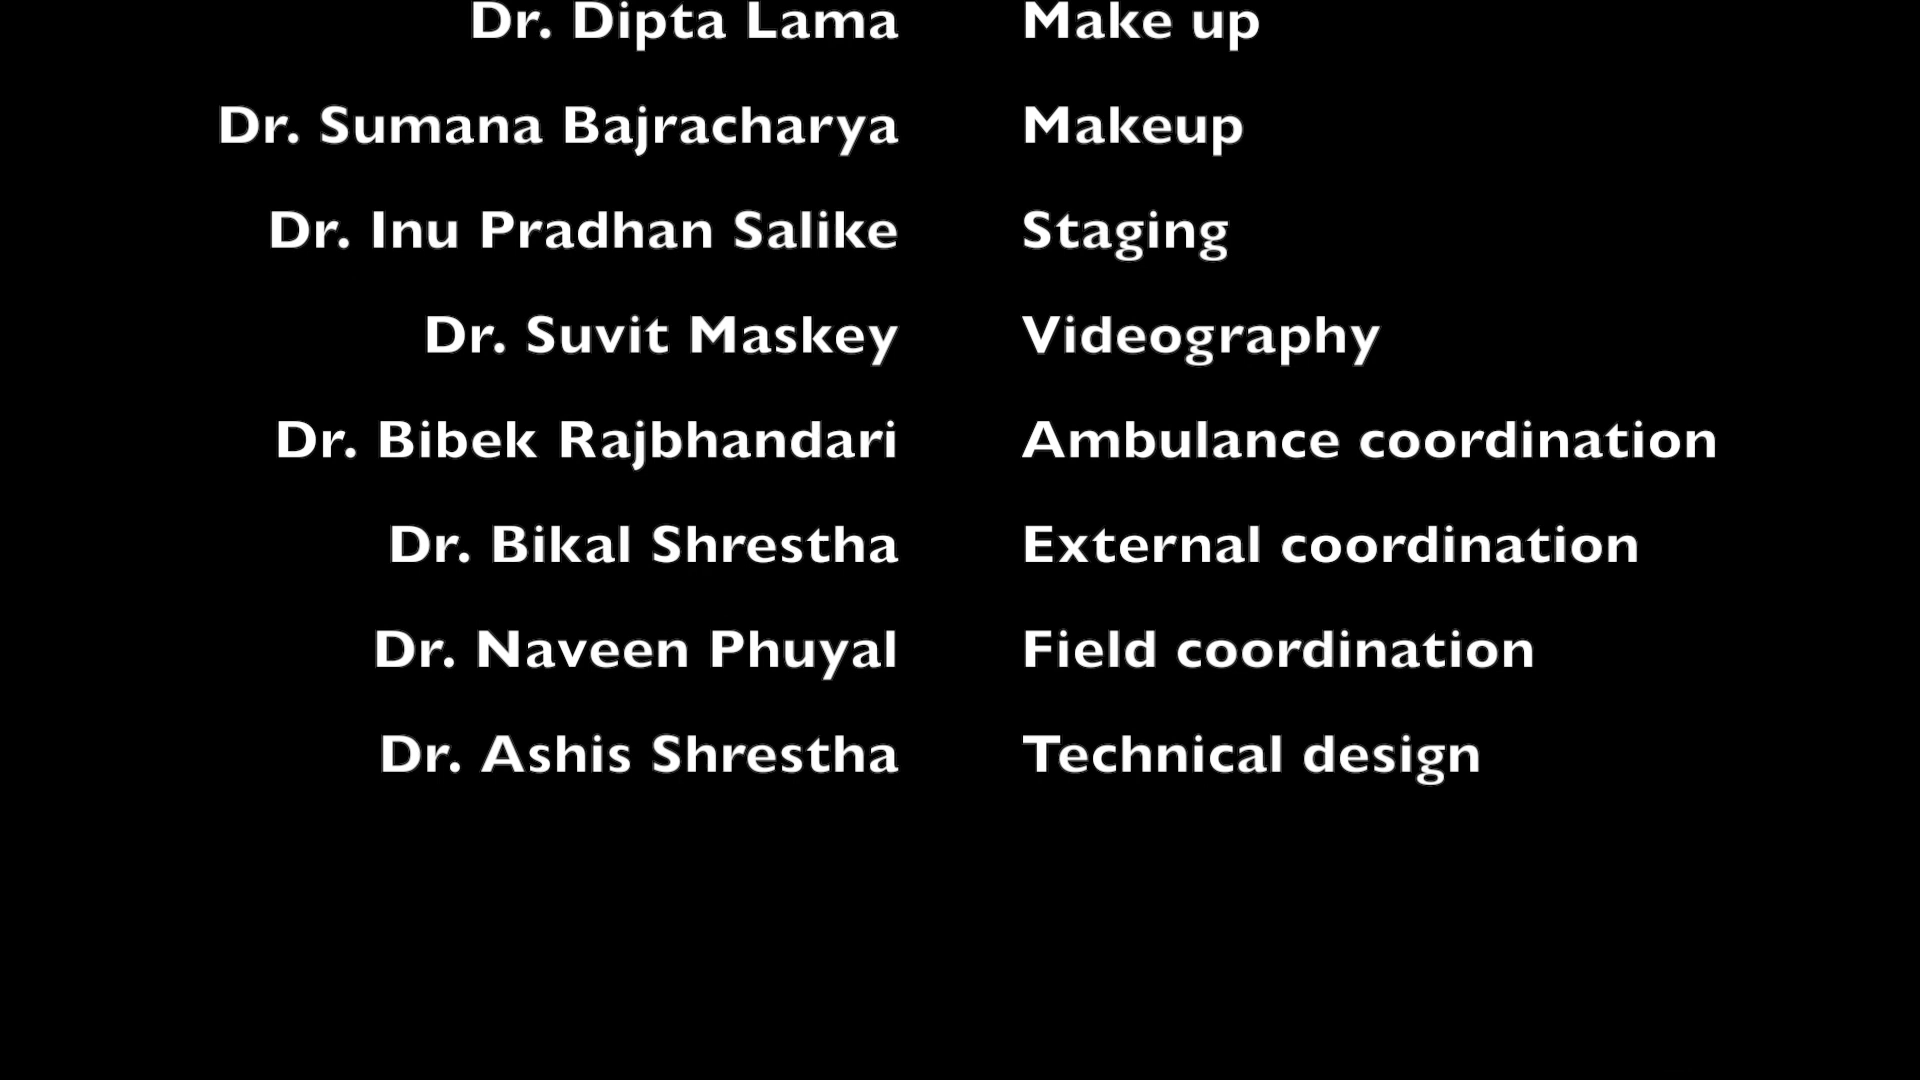 Dr. Dipta Lama Make up
Dr. Sumana Bajracharya Makeup
Dr. Inu Pradhan Salike Staging
Dr. Suvit Maskey Videography
Dr. Bibek Rajbhandari Ambulance coordination
Dr. Bikal Shrestha External coordination
Dr. Naveen Phuyal Field coordination
Dr. Ashis Shrestha Technical design